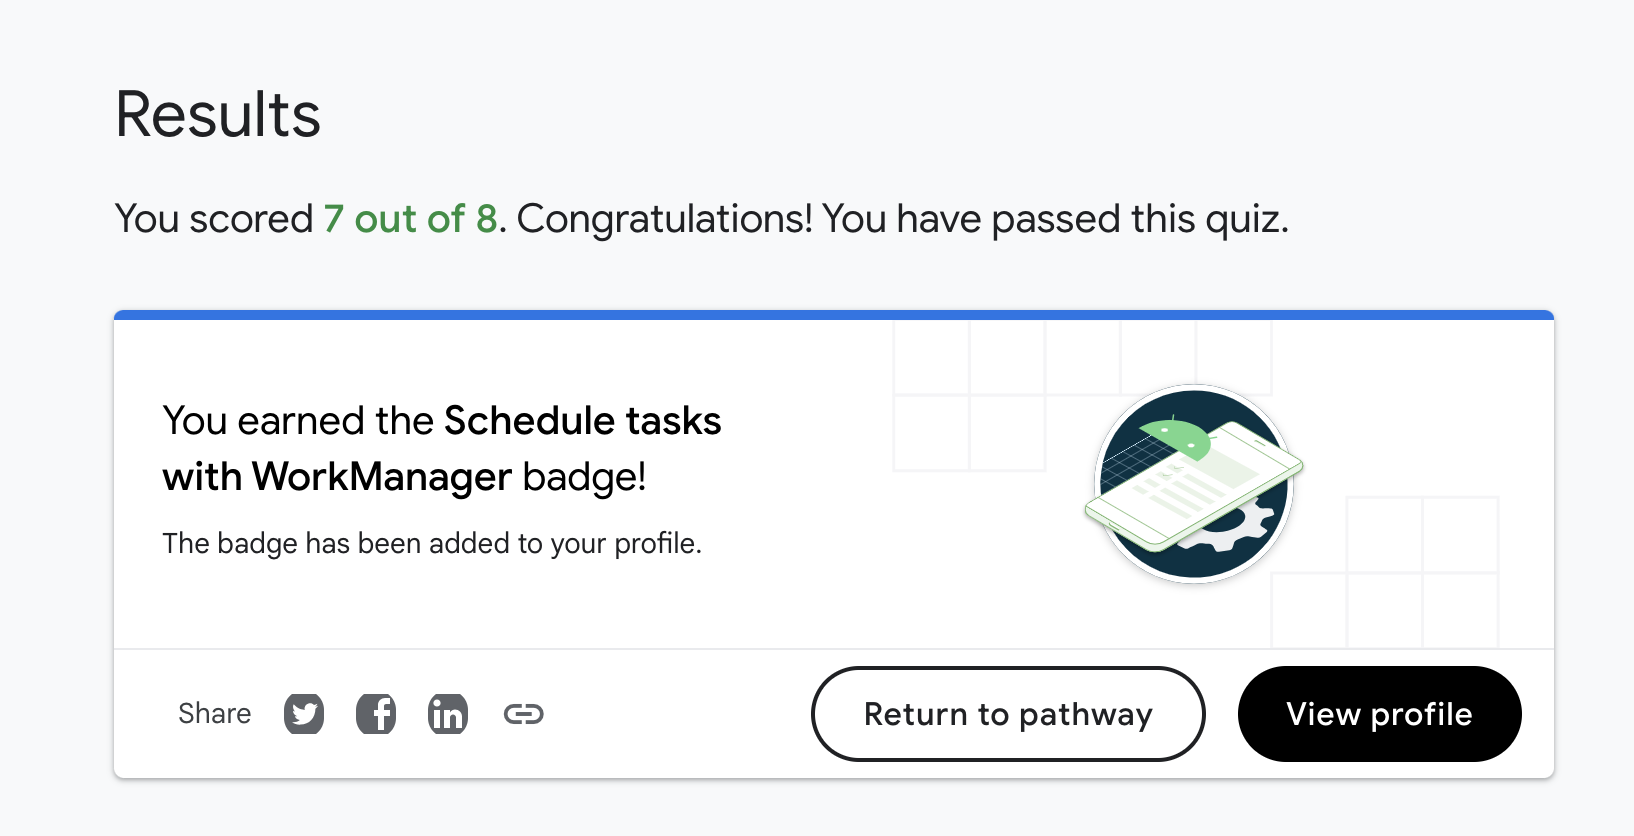 Results
You scored 7 out of 8. Congratulations! You have passed this quiz.
You earned the Schedule tasks
with WorkManager badge!
The badge has been added to your profile.
Share
Return to pathway
View profile